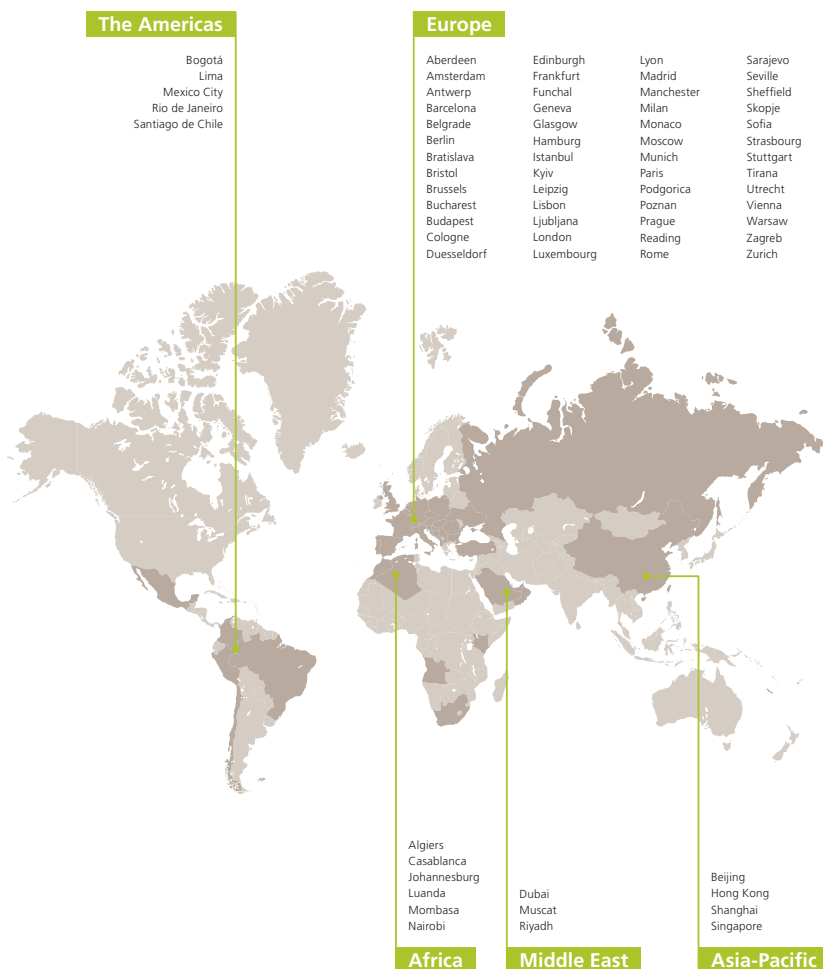 The Americas
Bogotá
Lima
Mexico City
Rio de Janeiro
Santiago de Chile
Europe
Aberdeen
Amsterdam
Antwerp
Barcelona
Belgrade
Berlin
Bratislava
Bristol
Brussels
Bucharest
Budapest
Cologne
Duesseldorf
Edinburgh
Frankfurt
Funchal
Geneva
Glasgow
Hamburg
Istanbul
Kyiv
Leipzig
Lisbon
Ljubljana
London
Luxembourg
Lyon
Madrid
Manchester
Milan
Monaco
Moscow
Munich
Paris
Podgorica
Poznan
Prague
Reading
Rome
Sarajevo
Seville
Sheffield
Skopje
Sofia
Strasbourg
Stuttgart
Tirana
Utrecht
Vienna
Warsaw
Zagreb
Zurich
Algiers
Casablanca
Johannesburg
Luanda
Mombasa
Nairobi
Africa
Dubai
Muscat
Riyadh
Middle East
Beijing
Hong Kong
Shanghai
Singapore
Asia-Pacific